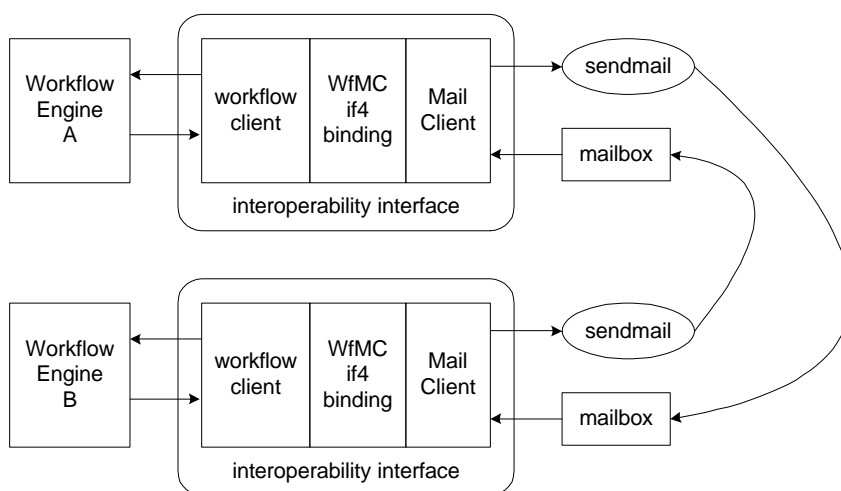 Workflow
Engine
A
workflow
client
WfMC
if4
binding
Mail
Client
interoperability interface
sendmail
mailbox
Workflow
Engine
B
workflow
client
WfMC
if4
binding
Mail
Client
interoperability interface
sendmail
mailbox